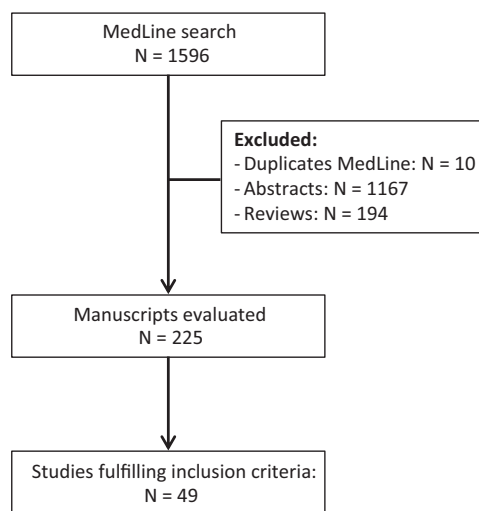 MedLine search
N = 1596
Excluded:
- Duplicates MedLine: N = 10
- Abstracts: N = 1167
- Reviews: N = 194
Manuscripts evaluated
N = 225
Studies fulfilling inclusion criteria:
N = 49